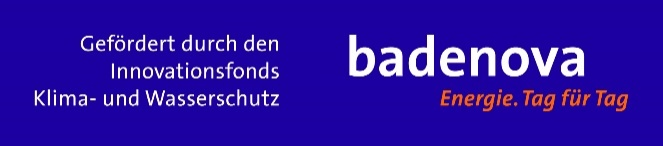 Gefördert durch den
Innovationsfonds
Klima- und Wasserschutz
badenova
Energie. Tag für Tag